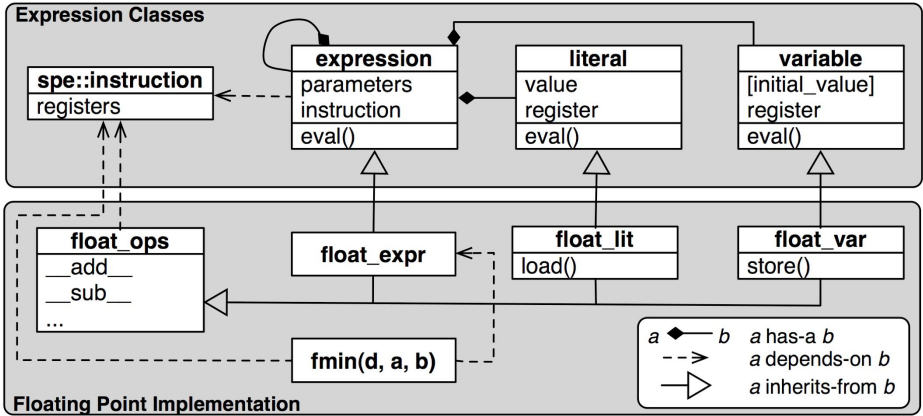 Expression Classes
spe::instruction
registers
expression
parameters
instruction
eval()
literal
value
register
eval()
variable
[initial_value]
register
eval()
float_ops
__add__
__sub__
...
float_expr
float_lit
load()
float_var
store()
fmin(d, a, b)
a b a has-a b
a depends-on b
a inherits-from b
Floating Point Implementation